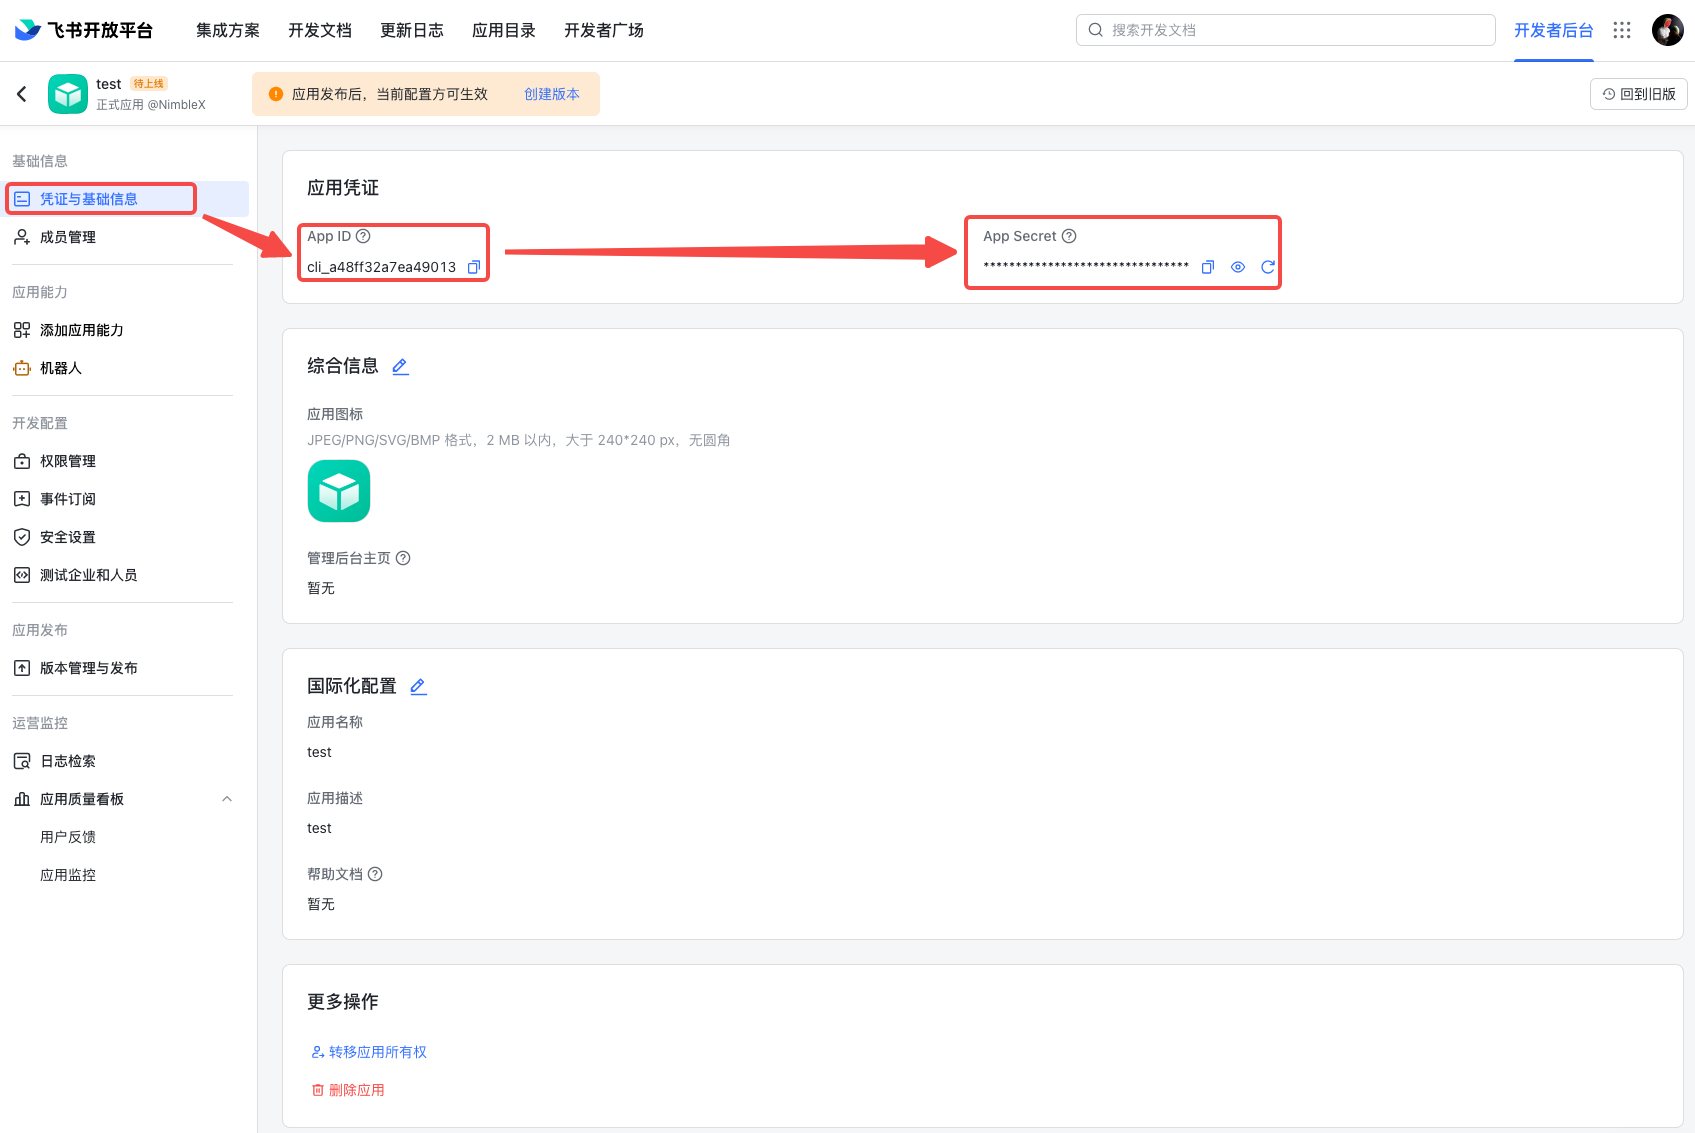 飞书开放平台
集成方案
开发文档
更新日志
应用目录
开发者广场
搜索开发文档
开发者后台
test 待上线
正式应用 @NimbleX
应用发布后，当前配置方可生效 创建版本
回到旧版
基础信息
凭证与基础信息
成员管理
应用能力
添加应用能力
机器人
开发配置
权限管理
事件订阅
安全设置
测试企业和人员
应用发布
版本管理与发布
运营监控
日志检索
应用质量看板
用户反馈
应用监控
应用凭证
App ID
cli_a48ff32a7ea49013
App Secret
********************************
综合信息
应用图标
JPEG/PNG/SVG/BMP 格式，2 MB 以内，大于 240*240 px，无圆角
管理后台主页
暂无
国际化配置
应用名称
test
应用描述
test
帮助文档
暂无
更多操作
转移应用所有权
删除应用